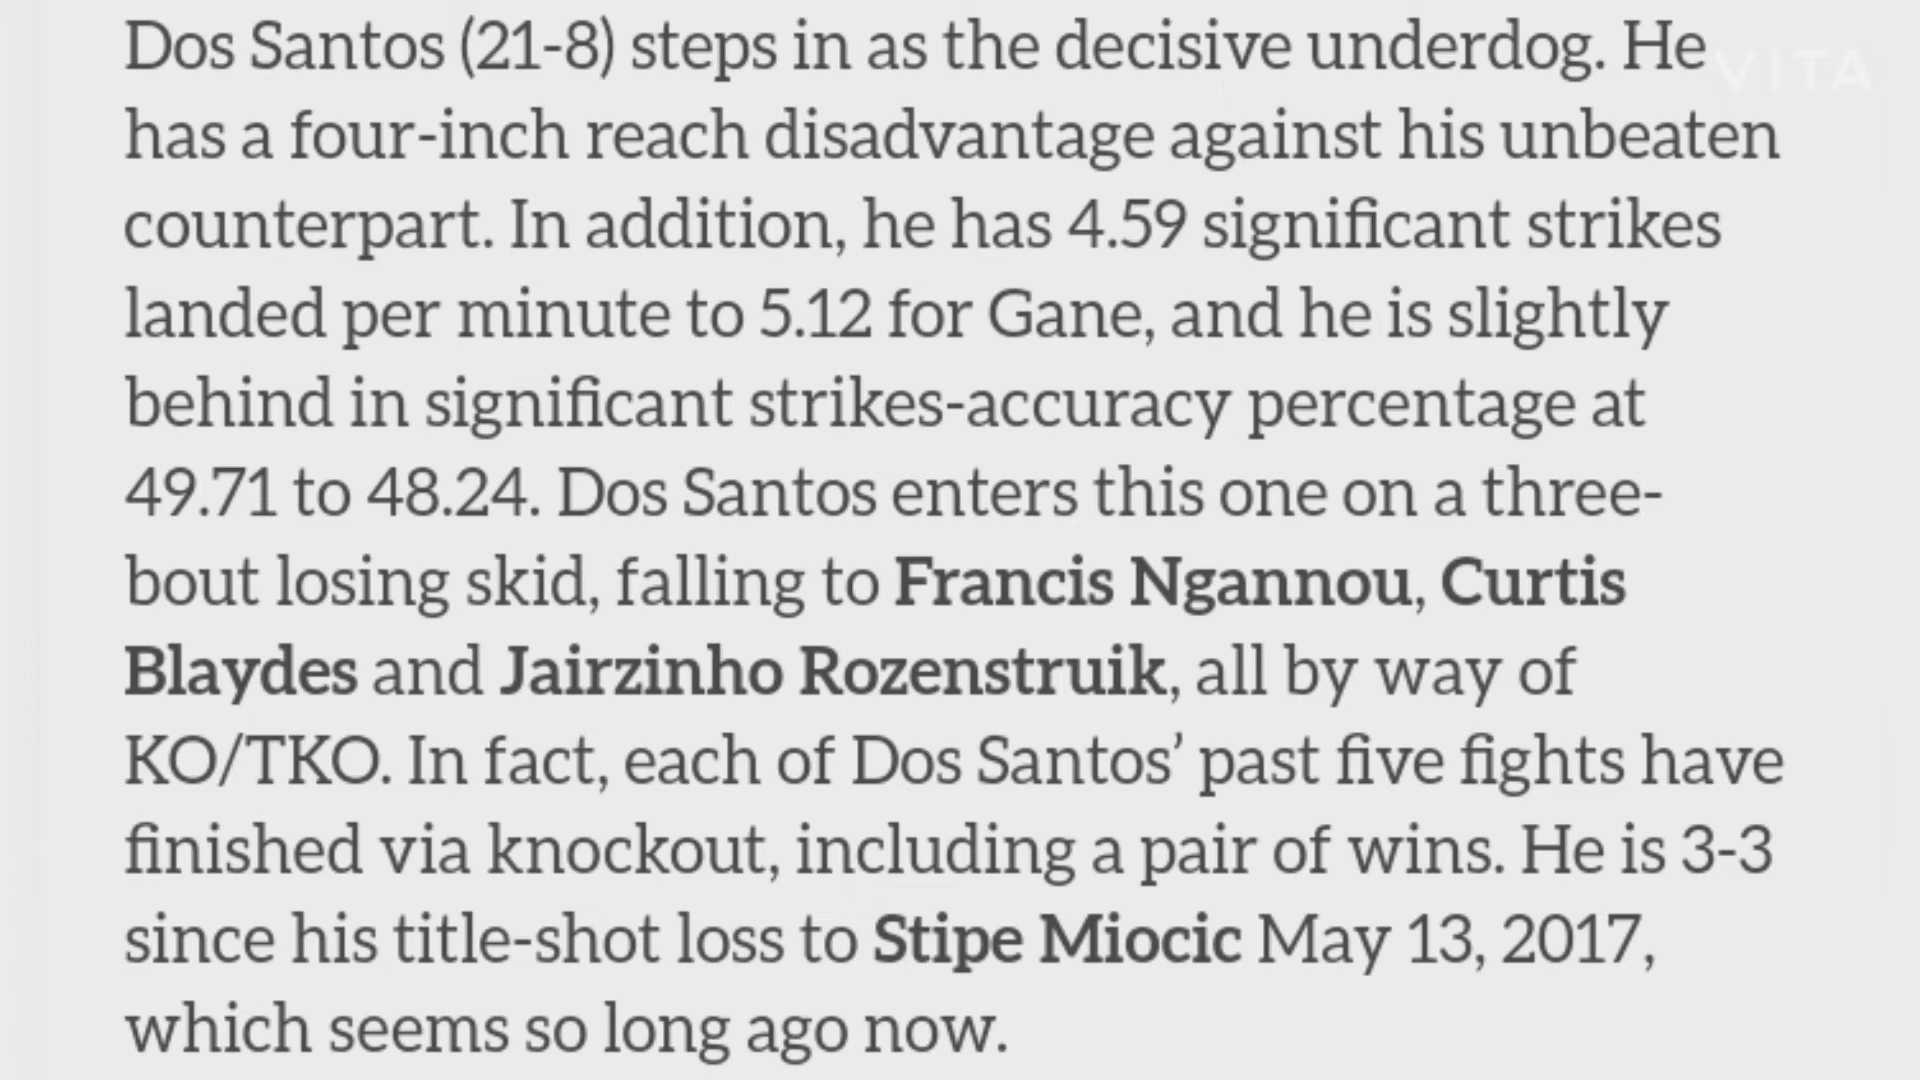 Dos Santos (21-8) steps in as the decisive underdog. He
VITA
has a four-inch reach disadvantage against his unbeaten
counterpart. In addition, he has 4.59 significant strikes
landed per minute to 5.12 for Gane, and he is slightly
behind in significant strikes-accuracy percentage at
49.71 to 48.24. Dos Santos enters this one on a three-
bout losing skid, falling to Francis Ngannou, Curtis
Blaydes and Jairzinho Rozenstruik, all by way of
KO/TKO. In fact, each of Dos Santos’ past five fights have
finished via knockout, including a pair of wins. He is 3-3
since his title-shot loss to Stipe Miocic May 13, 2017,
which seems so long ago now.